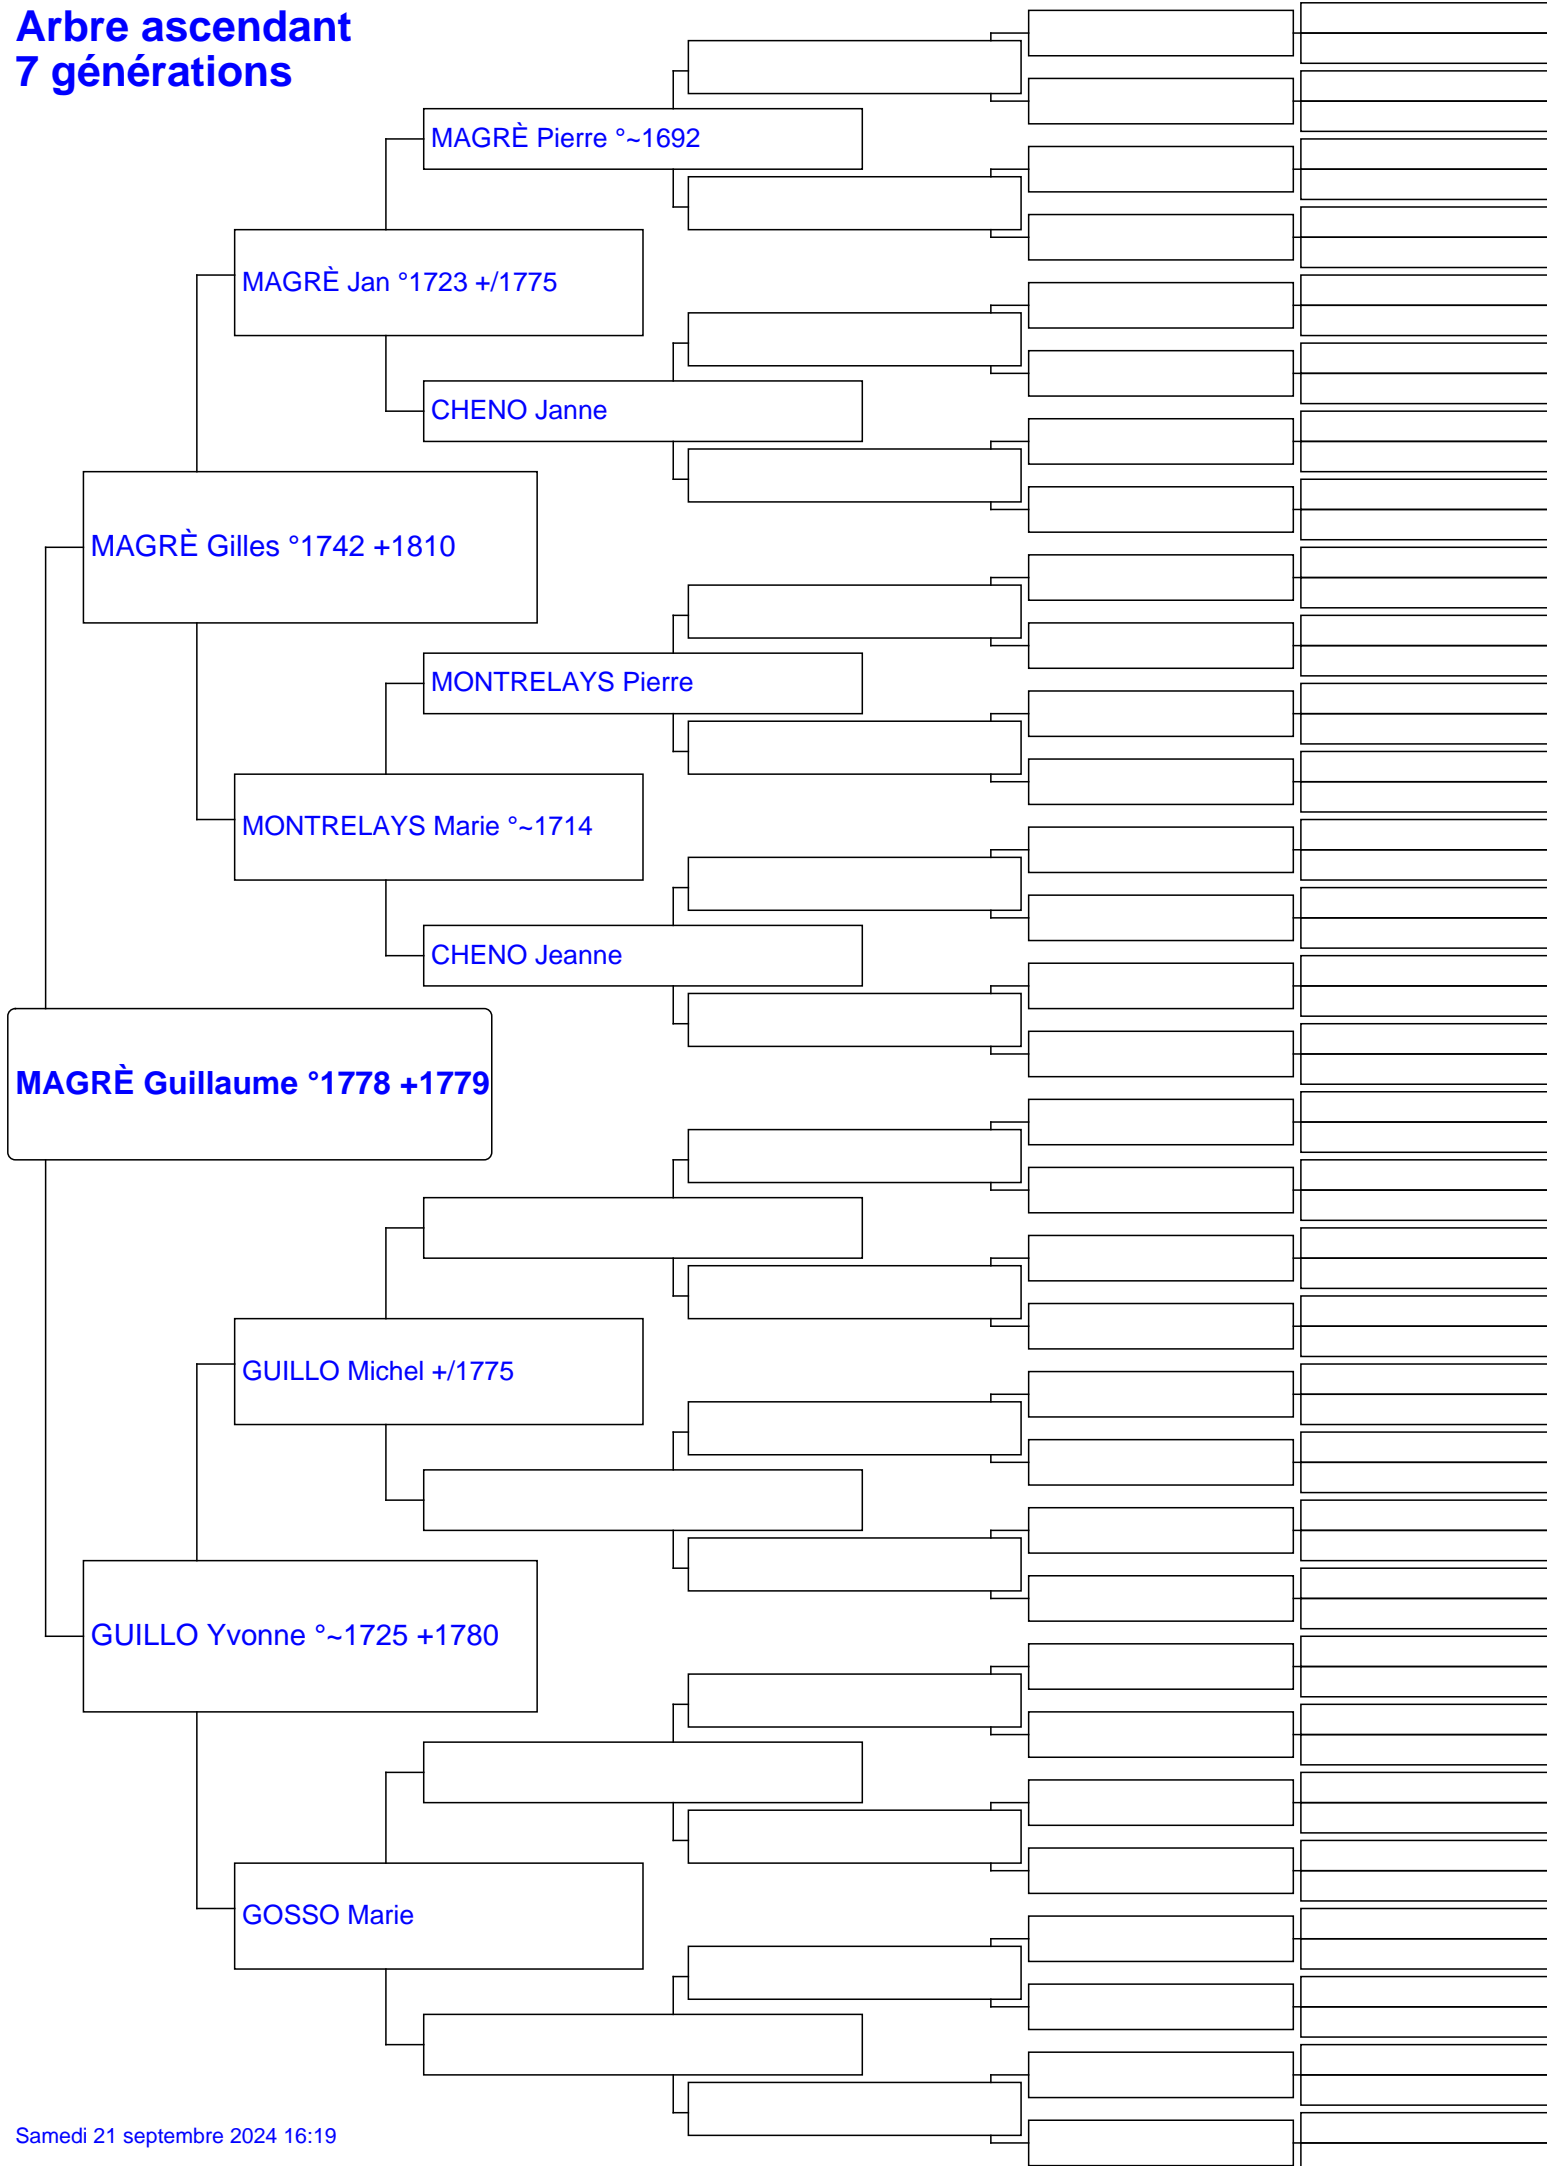 Arbre ascendant
7 générations
MAGRÈ Pierre °~1692
MAGRÈ Jan °1723 +/1775
CHENO Janne
MAGRÈ Gilles °1742 +1810
MONTRELAYS Pierre
MONTRELAYS Marie °~1714
CHENO Jeanne
MAGRÈ Guillaume °1778 +1779
GUILLO Michel +/1775
GUILLO Yvonne °~1725 +1780
GOSSO Marie
Samedi 21 septembre 2024 16:19